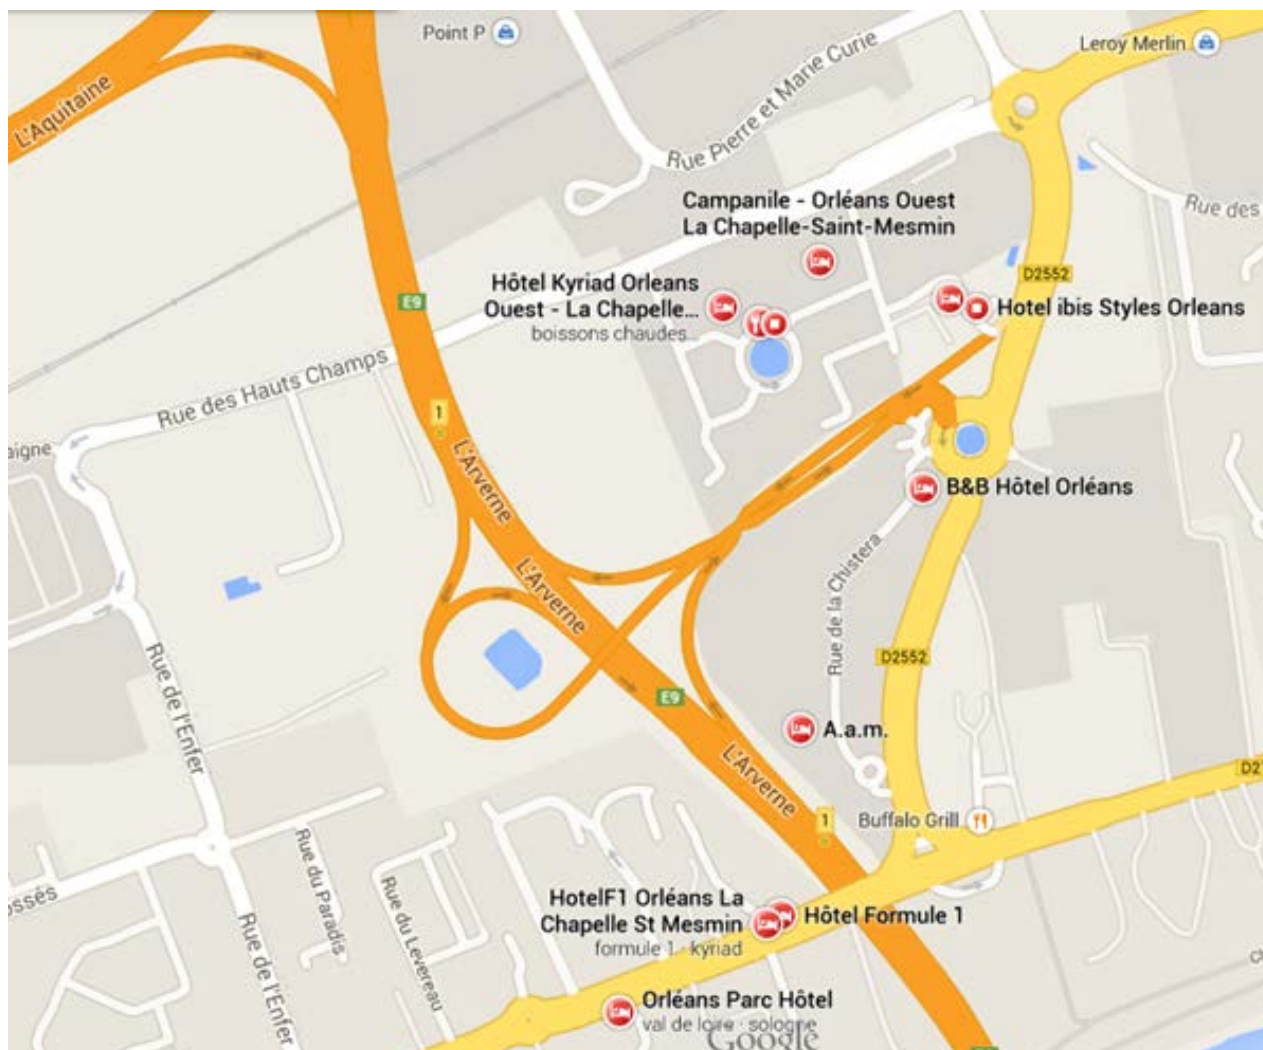 Point P
Leroy Merlin
L'Aquitaine
Rue Pierre et Marie Curie
Campanile - Orléans Ouest
La Chapelle-Saint-Mesmin
Rue des
D2552
Hôtel Kyriad Orleans
Ouest - La Chapelle...
boissons chaudes...
E9
Hotel ibis Styles Orleans
Rue des Hauts Champs
1
aigne
L'Arverne
B&B Hôtel Orléans
L'Arverne
Rue de la Chistera
D2552
Rue de l'Enfer
E9
A.a.m.
L'Arverne
D2
1
Buffalo Grill
Rue du Paradis
ossés
Rue du Levereau
HotelF1 Orléans La
Chapelle St Mesmin
formule 1 · kyriad
Hôtel Formule 1
Rue de l'Enfer
Orléans Parc Hôtel
val de loire · sologne
Google